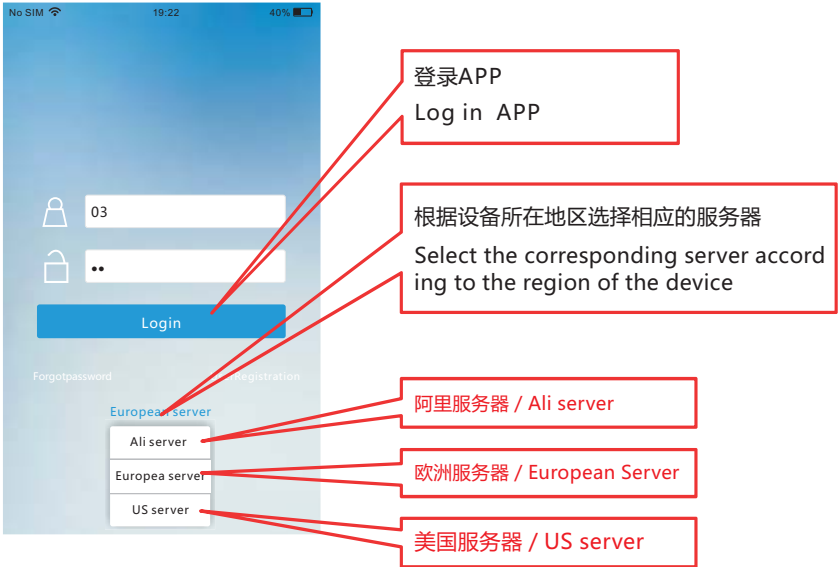 No SIM 19:22 40%
03
••
Login
Forgotpassword Registration
European server
Ali server
Europea server
US server
登录APP
Log in APP
根据设备所在地区选择相应的服务器
Select the corresponding server accord
ing to the region of the device
阿里服务器 / Ali server
欧洲服务器 / European Server
美国服务器 / US server